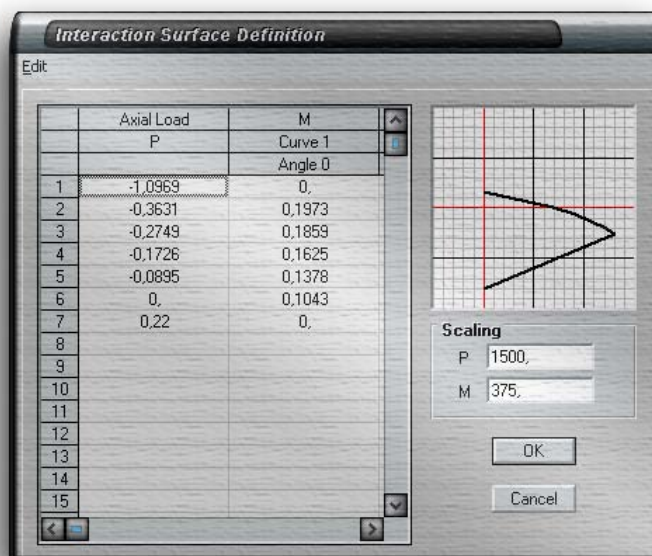 Interaction Surface Definition
Edit
Axial Load M
P Curve 1
Angle 0
1 -1,0969 0,
2 -0,3631 0,1973
3 -0,2749 0,1859
4 -0,1726 0,1625
5 -0,0895 0,1378
6 0, 0,1043
7 0,22 0,
8
9
10
11
12
13
14
15
Scaling
P 1500,
M 375,
OK
Cancel